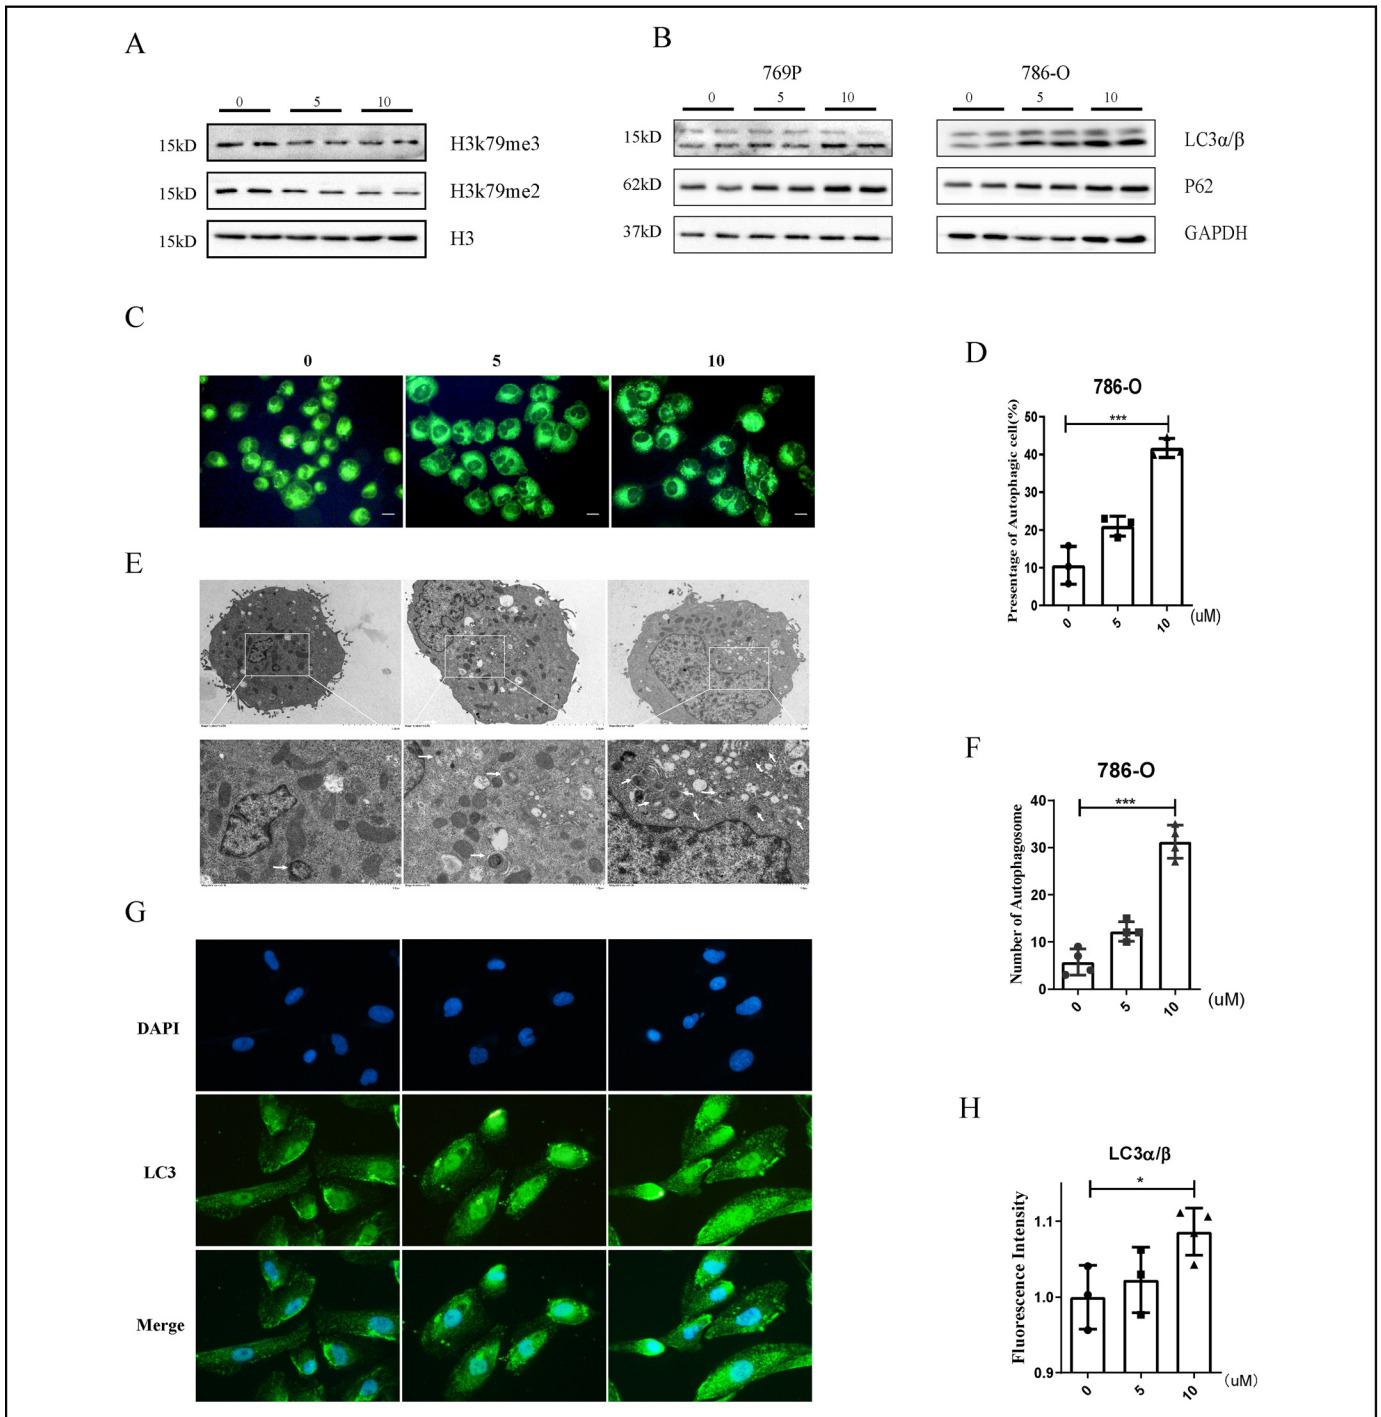 A
0 5 10
15kD H3k79me3
15kD H3k79me2
15kD H3
B
769P 786-O
0 5 10 0 5 10
15kD LC3α/β
62kD P62
37kD GAPDH
C
0 5 10
D
786-O
***
Presentage of Autophagic cell(%)
50
40
30
20
10
0
0 5 10 (uM)
E
F
786-O
***
Number of Autophagosome
40
30
20
10
0
0 5 10 (uM)
G
DAPI
LC3
Merge
H
LC3α/β
*
Fluorescence Intensity
1.1
1.0
0.9
0 5 10 (uM)